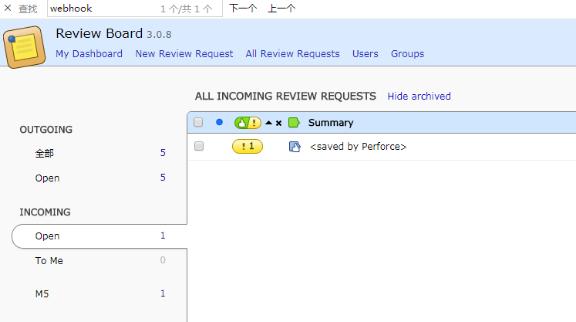 查找 webhook 1 个/共 1 个 下一个 上一个
Review Board 3.0.8
My Dashboard New Review Request All Review Requests Users Groups
ALL INCOMING REVIEW REQUESTS Hide archived
! Summary
! 1 <saved by Perforce>
OUTGOING
全部 5
Open 5
INCOMING
Open 1
To Me 0
M5 1